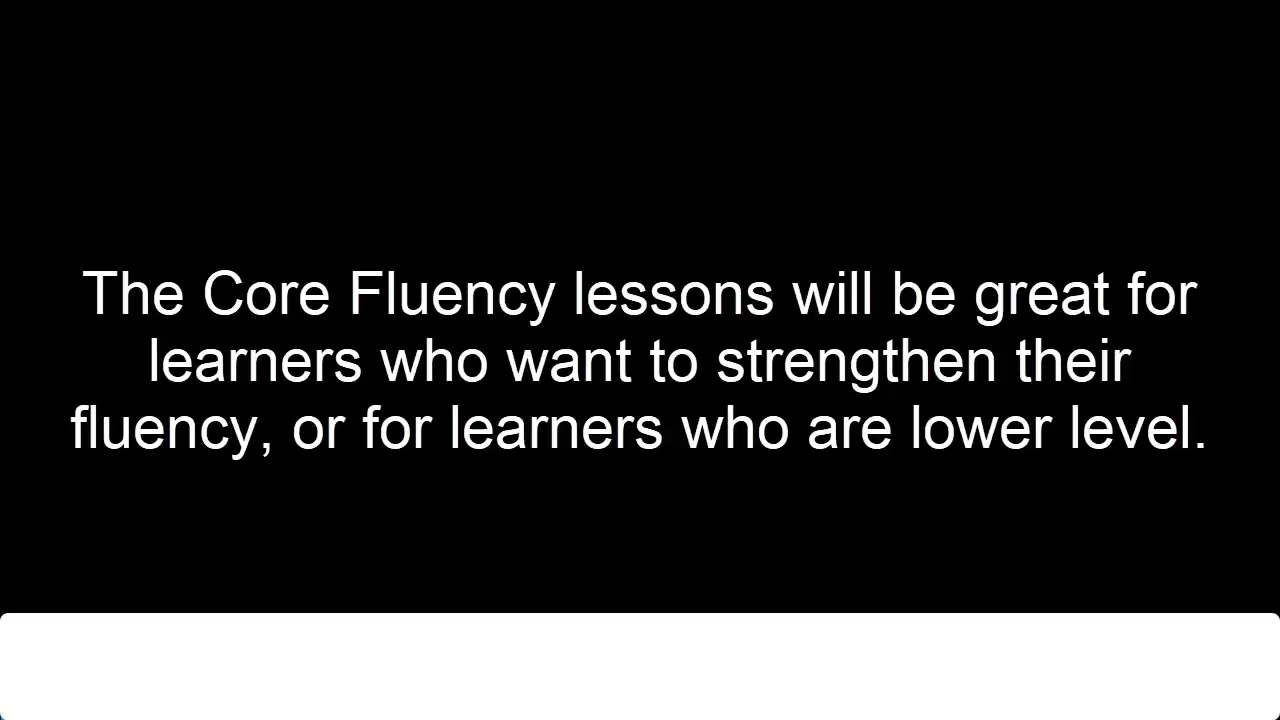 The Core Fluency lessons will be great for
learners who want to strengthen their
fluency, or for learners who are lower level.